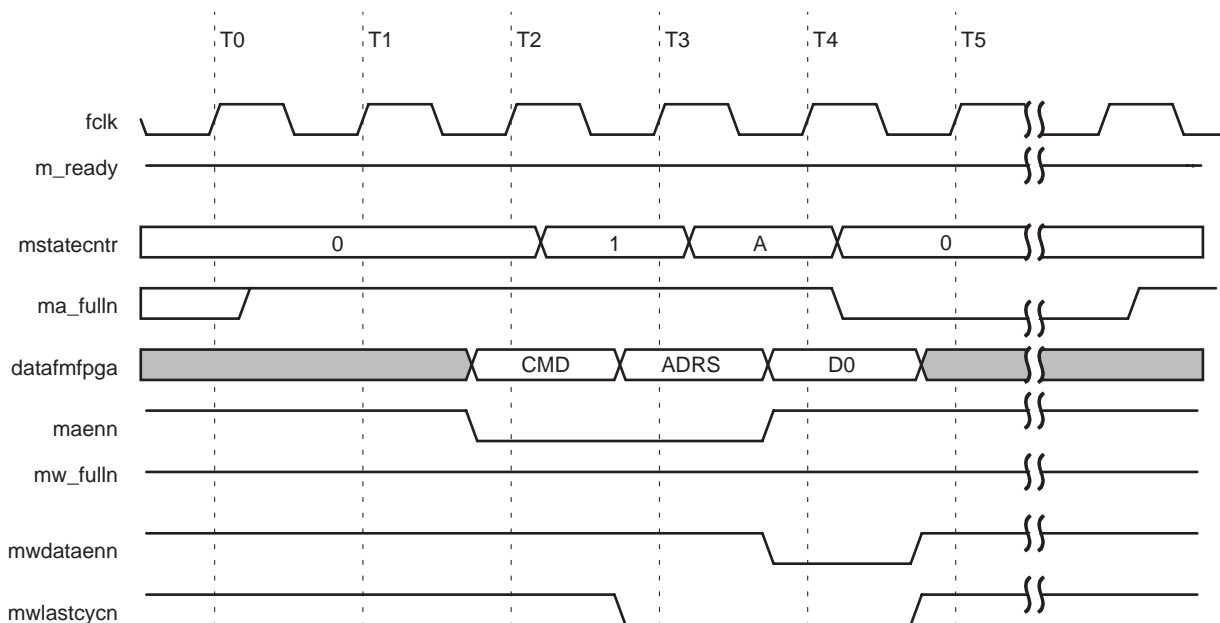 T0 T1 T2 T3 T4 T5
fclk
m_ready
mstatecntr 0 1 A 0
ma_fulln
datafmfpga CMD ADRS D0
maenn
mw_fulln
mwdataenn
mwlastcycn